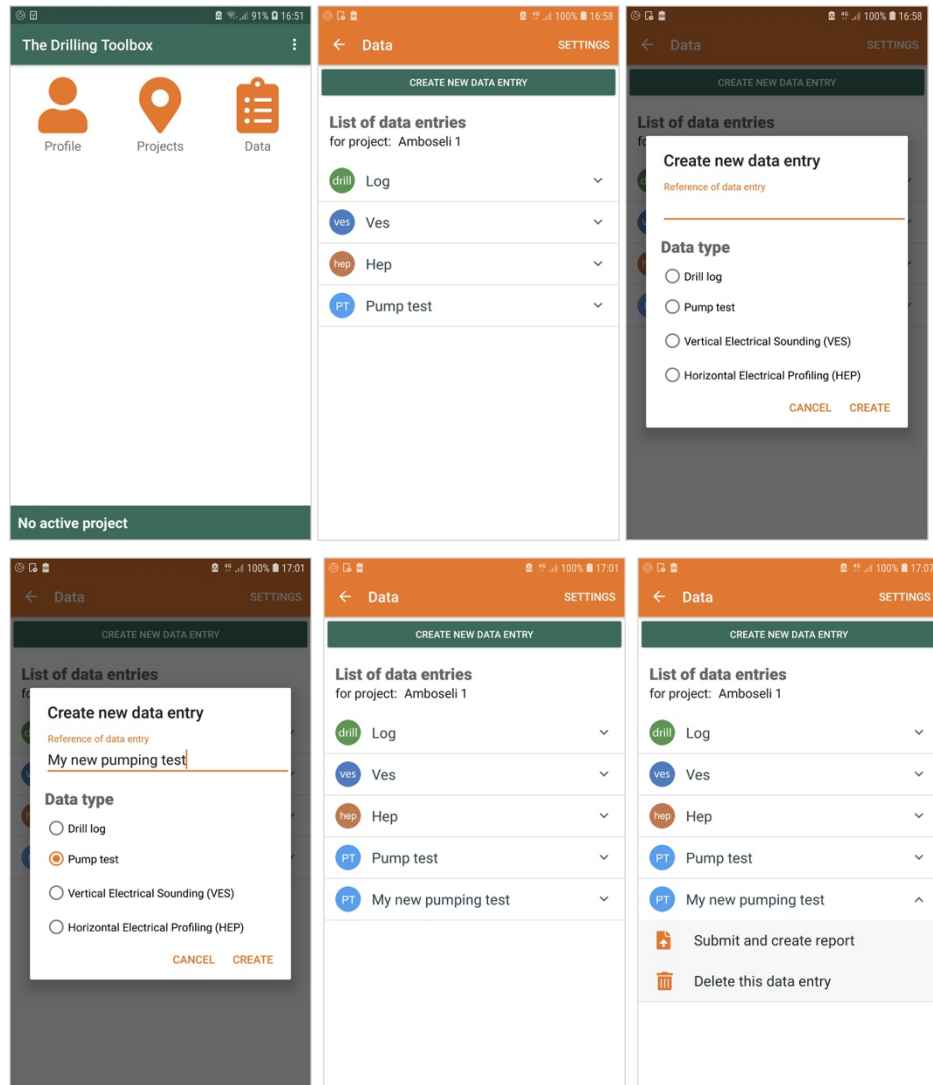 91% 16:51
The Drilling Toolbox
Profile Projects Data
No active project
4G 100% 16:58
Data SETTINGS
CREATE NEW DATA ENTRY
List of data entries
for project: Amboseli 1
drill Log
ves Ves
hep Hep
PT Pump test
4G 100% 16:58
Data SETTINGS
CREATE NEW DATA ENTRY
List of data entries
Create new data entry
Reference of data entry
Data type
Drill log
Pump test
Vertical Electrical Sounding (VES)
Horizontal Electrical Profiling (HEP)
CANCEL CREATE
4G 100% 17:01
Data SETTINGS
CREATE NEW DATA ENTRY
List of data entries
Create new data entry
Reference of data entry
My new pumping test
Data type
Drill log
Pump test
Vertical Electrical Sounding (VES)
Horizontal Electrical Profiling (HEP)
CANCEL CREATE
4G 100% 17:01
Data SETTINGS
CREATE NEW DATA ENTRY
List of data entries
for project: Amboseli 1
drill Log
ves Ves
hep Hep
PT Pump test
PT My new pumping test
4G 100% 17:07
Data SETTINGS
CREATE NEW DATA ENTRY
List of data entries
for project: Amboseli 1
drill Log
ves Ves
hep Hep
PT Pump test
PT My new pumping test
Submit and create report
Delete this data entry